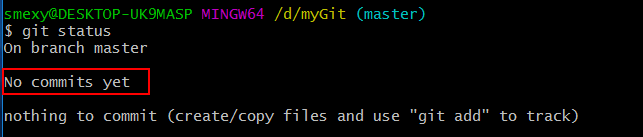 smexy@DESKTOP-UK9MASP MINGW64 /d/myGit (master)
$ git status
On branch master
No commits yet
nothing to commit (create/copy files and use "git add" to track)